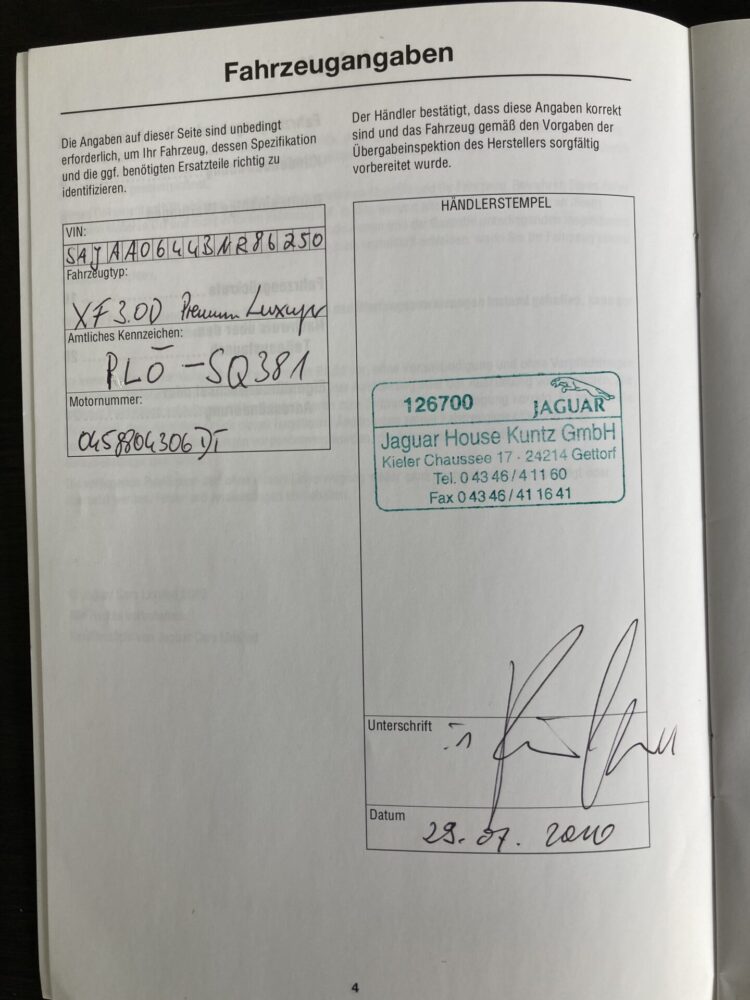 Fahrzeugangaben
Die Angaben auf dieser Seite sind unbedingt
erforderlich, um Ihr Fahrzeug, dessen Spezifikation
und die ggf. benötigten Ersatzteile richtig zu
identifizieren.
VIN:
SAJAA0644BNR86250
Fahrzeugtyp:
XF 3.0D Premium Luxury
Amtliches Kennzeichen:
PLÖ-SQ381
Motornummer:
0458804306DT
Der Händler bestätigt, dass diese Angaben korrekt
sind und das Fahrzeug gemäß den Vorgaben der
Übergabeinspektion des Herstellers sorgfältig
vorbereitet wurde.
HÄNDLERSTEMPEL
126700 JAGUAR
Jaguar House Kuntz GmbH
Kieler Chaussee 17 · 24214 Gettorf
Tel. 0 43 46 / 4 11 60
Fax 0 43 46 / 41 16 41
Unterschrift
Datum 29. 07. 2010
4